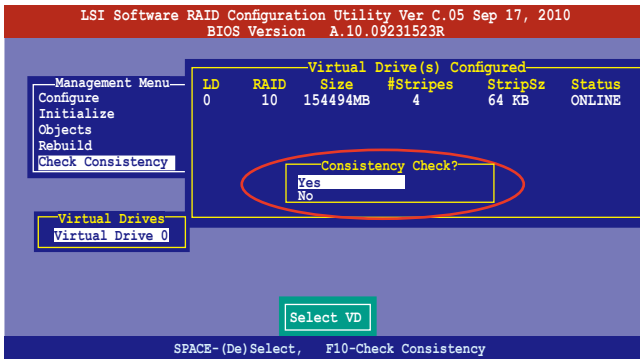 LSI Software RAID Configuration Utility Ver C.05 Sep 17, 2010
BIOS Version A.10.09231523R
Virtual Drive(s) Configured
LD RAID Size #Stripes StripSz Status
0 10 154494MB 4 64 KB ONLINE
Management Menu
Configure
Initialize
Objects
Rebuild
Check Consistency
Consistency Check?
Yes
No
Virtual Drives
Virtual Drive 0
Select VD
SPACE-(De)Select, F10-Check Consistency